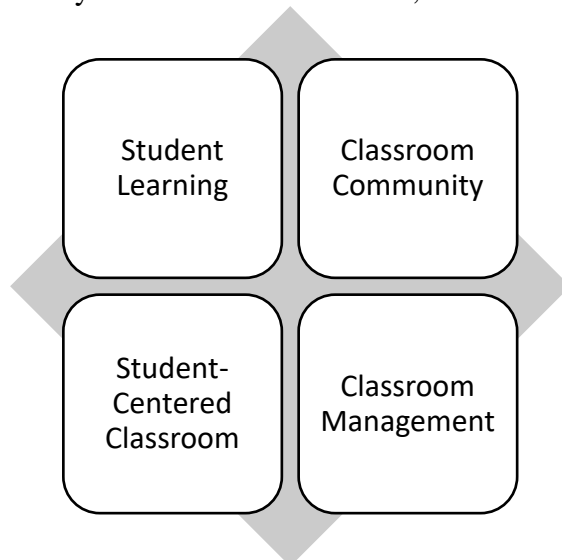 Student
Learning
Classroom
Community
Student-
Centered
Classroom
Classroom
Management